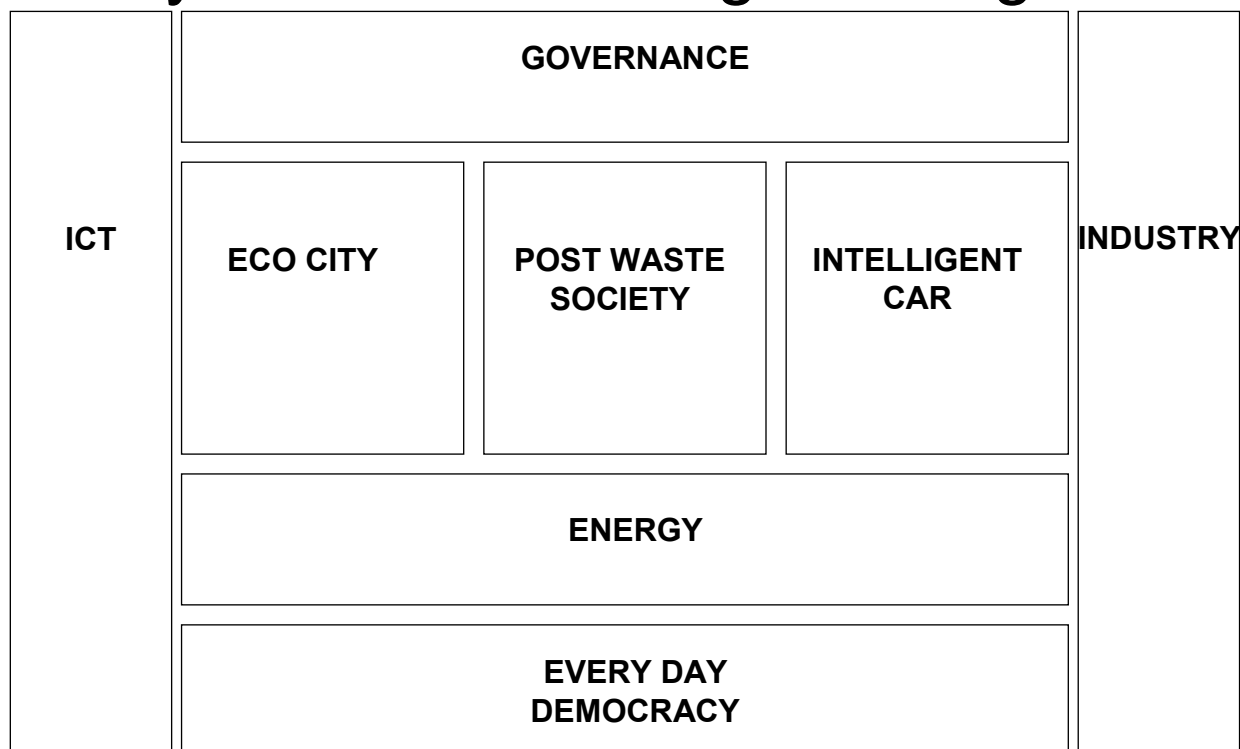 GOVERNANCE
ICT
INDUSTRY
ECO CITY
POST WASTE
SOCIETY
INTELLIGENT
CAR
ENERGY
EVERY DAY
DEMOCRACY